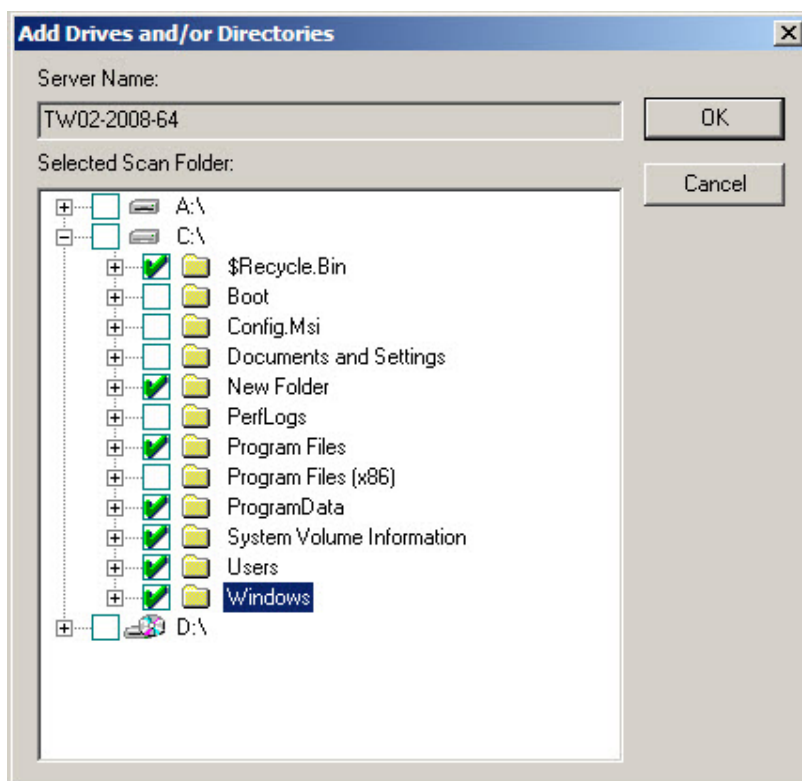 Add Drives and/or Directories
Server Name:
TW02-2008-64
OK
Selected Scan Folder:
Cancel
A:\
C:\
$Recycle.Bin
Boot
Config.Msi
Documents and Settings
New Folder
PerfLogs
Program Files
Program Files (x86)
ProgramData
System Volume Information
Users
Windows
D:\